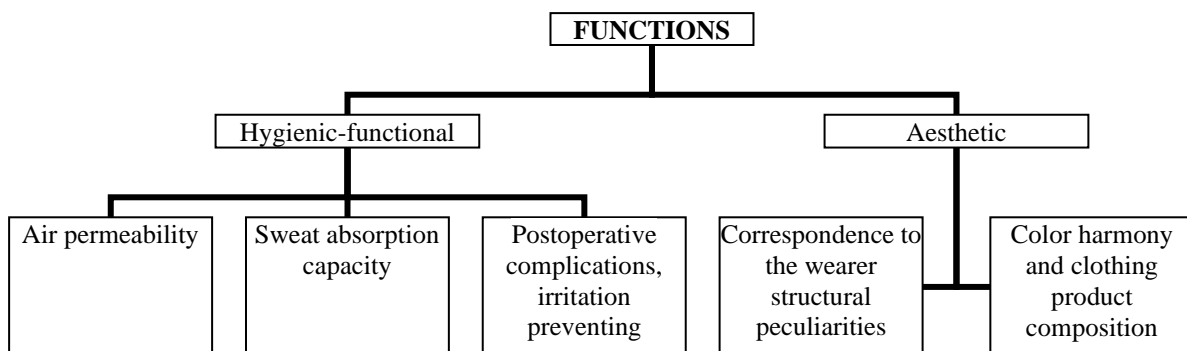 FUNCTIONS
Hygienic-functional
Aesthetic
Air permeability
Sweat absorption
capacity
Postoperative
complications,
irritation
preventing
Correspondence to
the wearer
structural
peculiarities
Color harmony
and clothing
product
composition